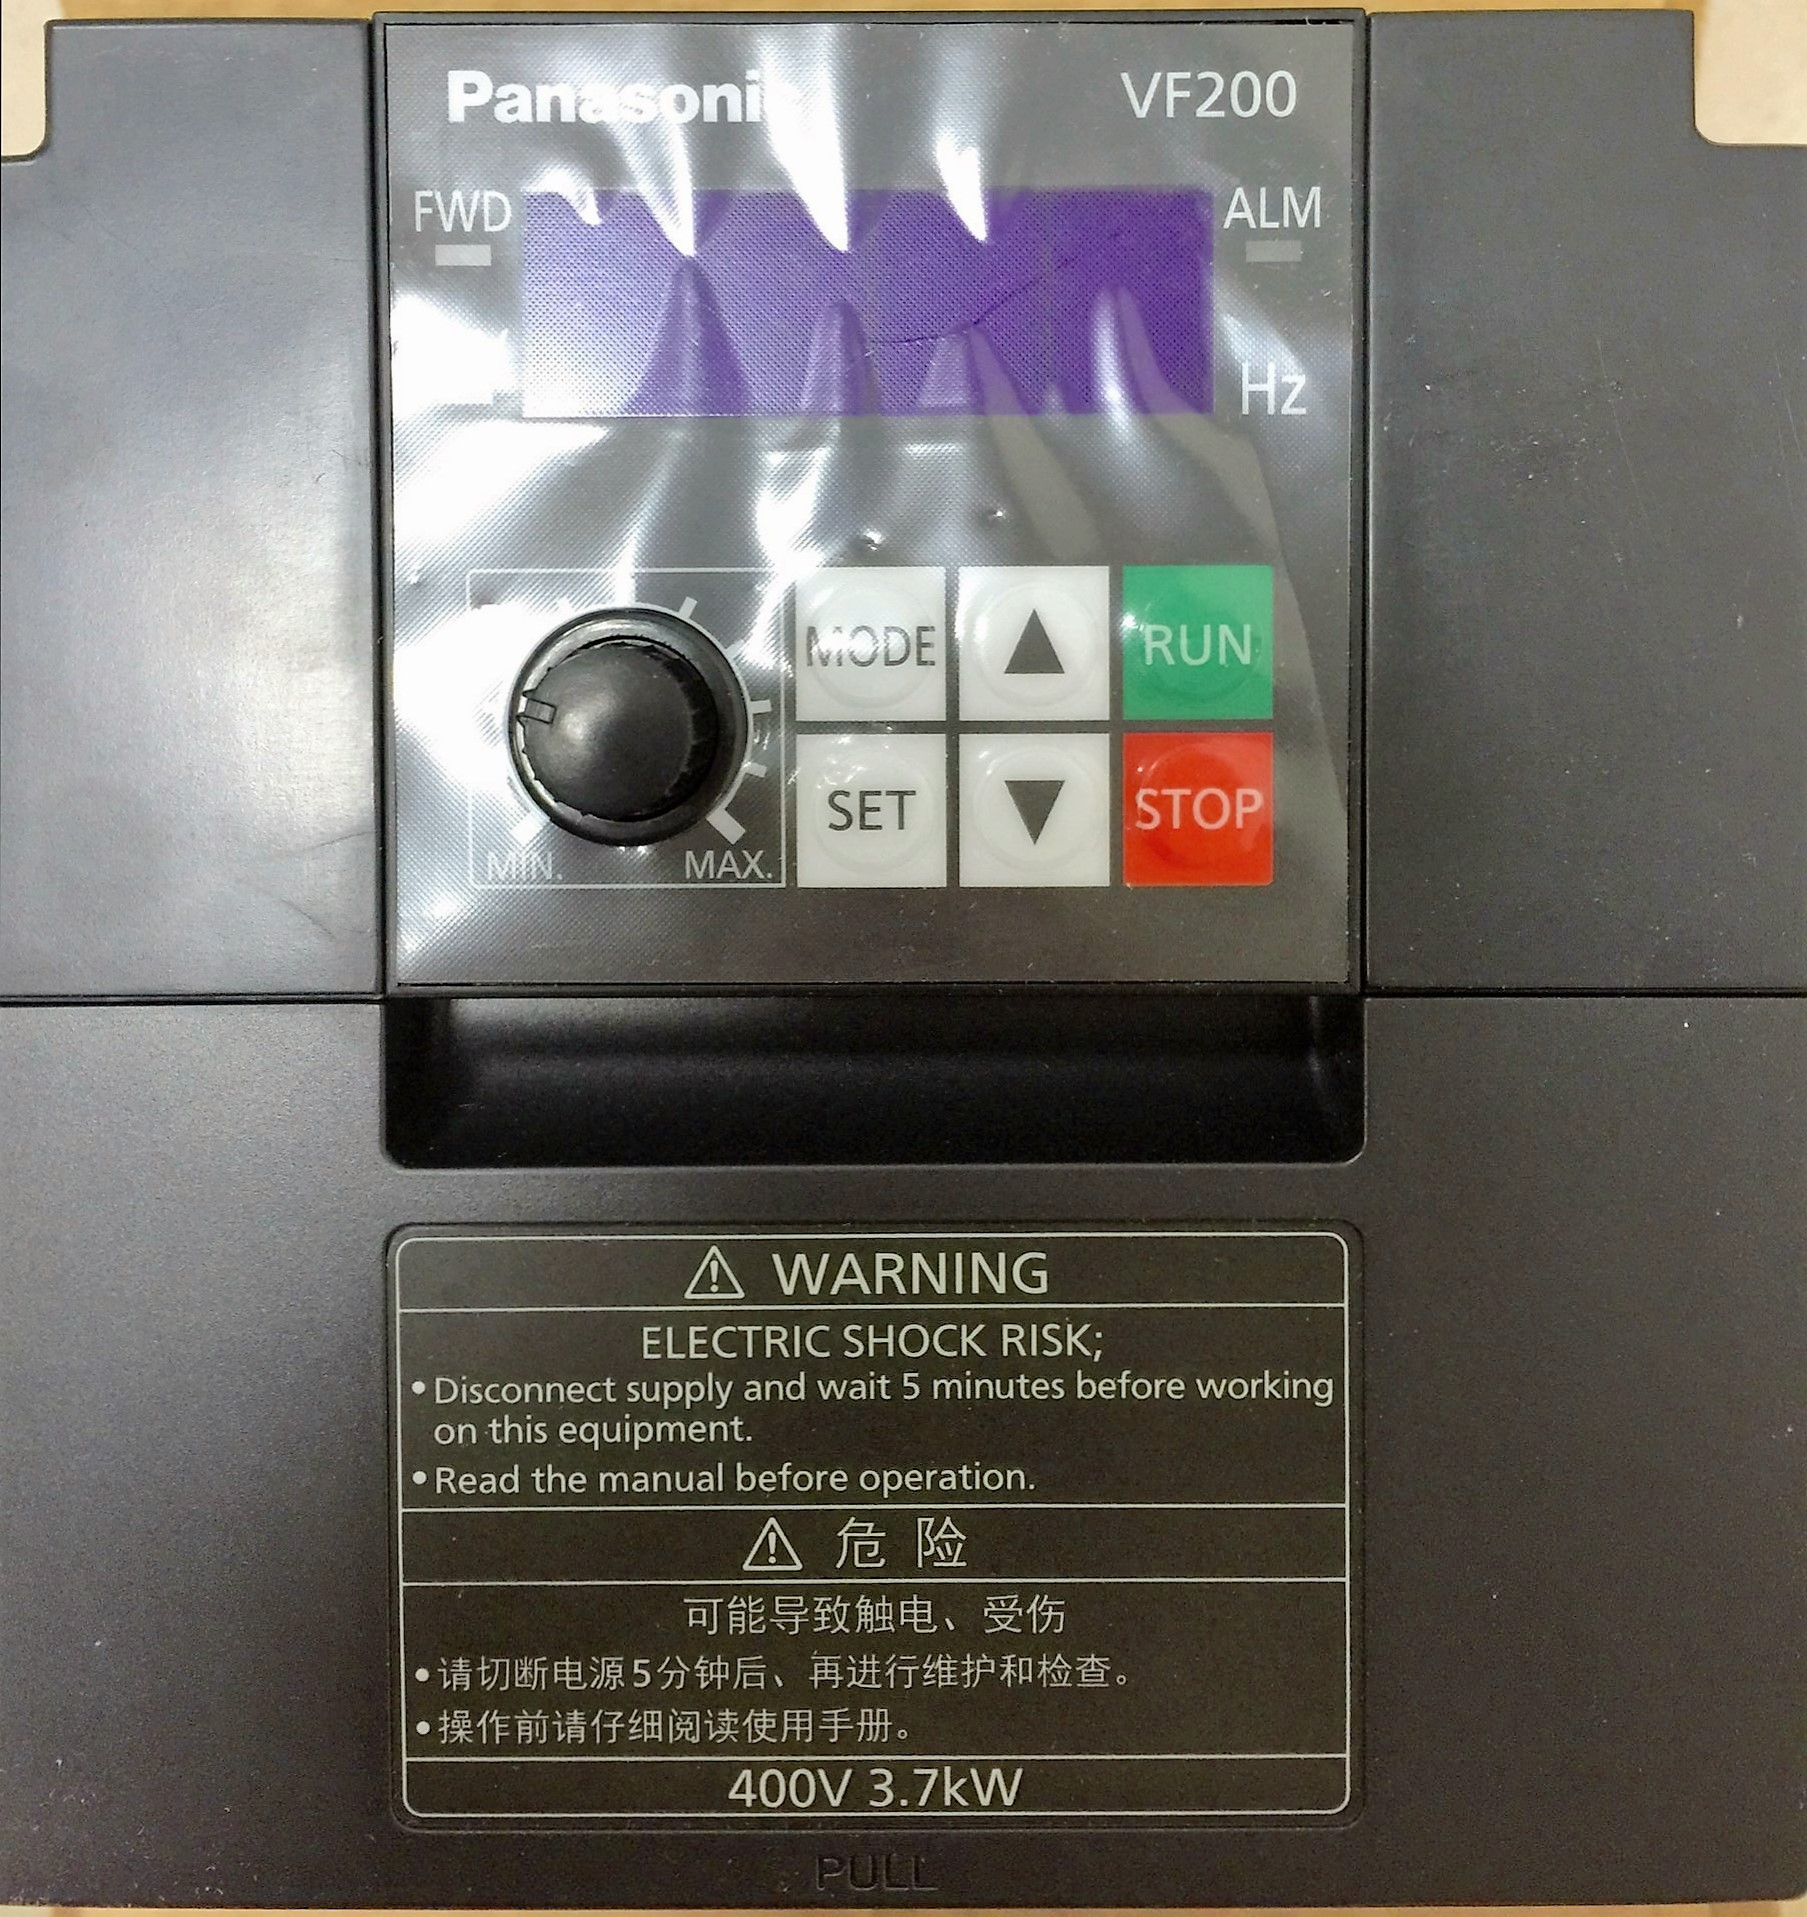 Panasonic
VF200
FWD
ALM
Hz
MODE
RUN
SET
STOP
MIN.
MAX.
WARNING
ELECTRIC SHOCK RISK;
• Disconnect supply and wait 5 minutes before working
on this equipment.
• Read the manual before operation.
危 险
可能导致触电、受伤
• 请切断电源5分钟后、再进行维护和检查。
• 操作前请仔细阅读使用手册。
400V 3.7kW
PULL